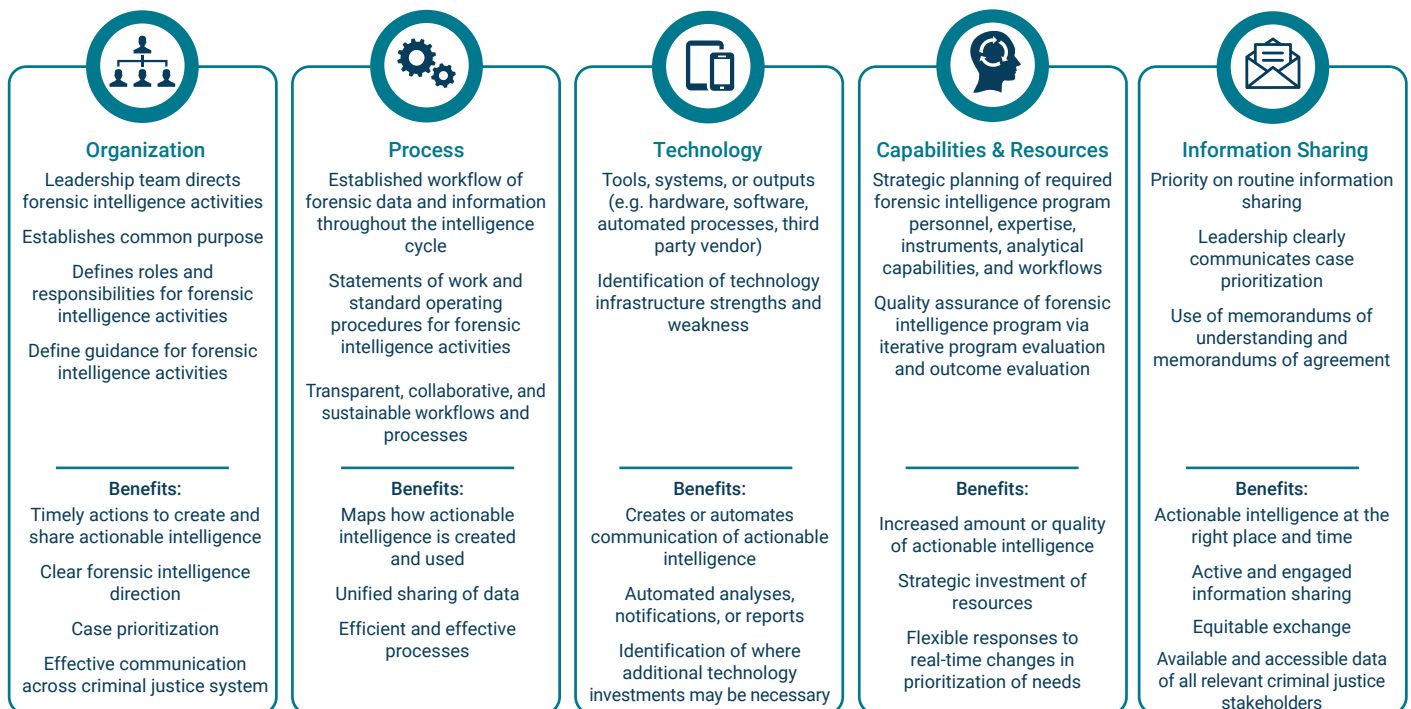 Organization
Leadership team directs
forensic intelligence activities
Establishes common purpose
Defines roles and
responsibilities for forensic
intelligence activities
Define guidance for forensic
intelligence activities
Benefits:
Timely actions to create and
share actionable intelligence
Clear forensic intelligence
direction
Case prioritization
Effective communication
across criminal justice system
Process
Established workflow of
forensic data and information
throughout the intelligence
cycle
Statements of work and
standard operating
procedures for forensic
intelligence activities
Transparent, collaborative, and
sustainable workflows and
processes
Benefits:
Maps how actionable
intelligence is created
and used
Unified sharing of data
Efficient and effective
processes
Technology
Tools, systems, or outputs
(e.g. hardware, software,
automated processes, third
party vendor)
Identification of technology
infrastructure strengths and
weakness
Benefits:
Creates or automates
communication of actionable
intelligence
Automated analyses,
notifications, or reports
Identification of where
additional technology
investments may be necessary
Capabilities & Resources
Strategic planning of required
forensic intelligence program
personnel, expertise,
instruments, analytical
capabilities, and workflows
Quality assurance of forensic
intelligence program via
iterative program evaluation
and outcome evaluation
Benefits:
Increased amount or quality
of actionable intelligence
Strategic investment of
resources
Flexible responses to
real-time changes in
prioritization of needs
Information Sharing
Priority on routine information
sharing
Leadership clearly
communicates case
prioritization
Use of memorandums of
understanding and
memorandums of agreement
Benefits:
Actionable intelligence at the
right place and time
Active and engaged
information sharing
Equitable exchange
Available and accessible data
of all relevant criminal justice
stakeholders